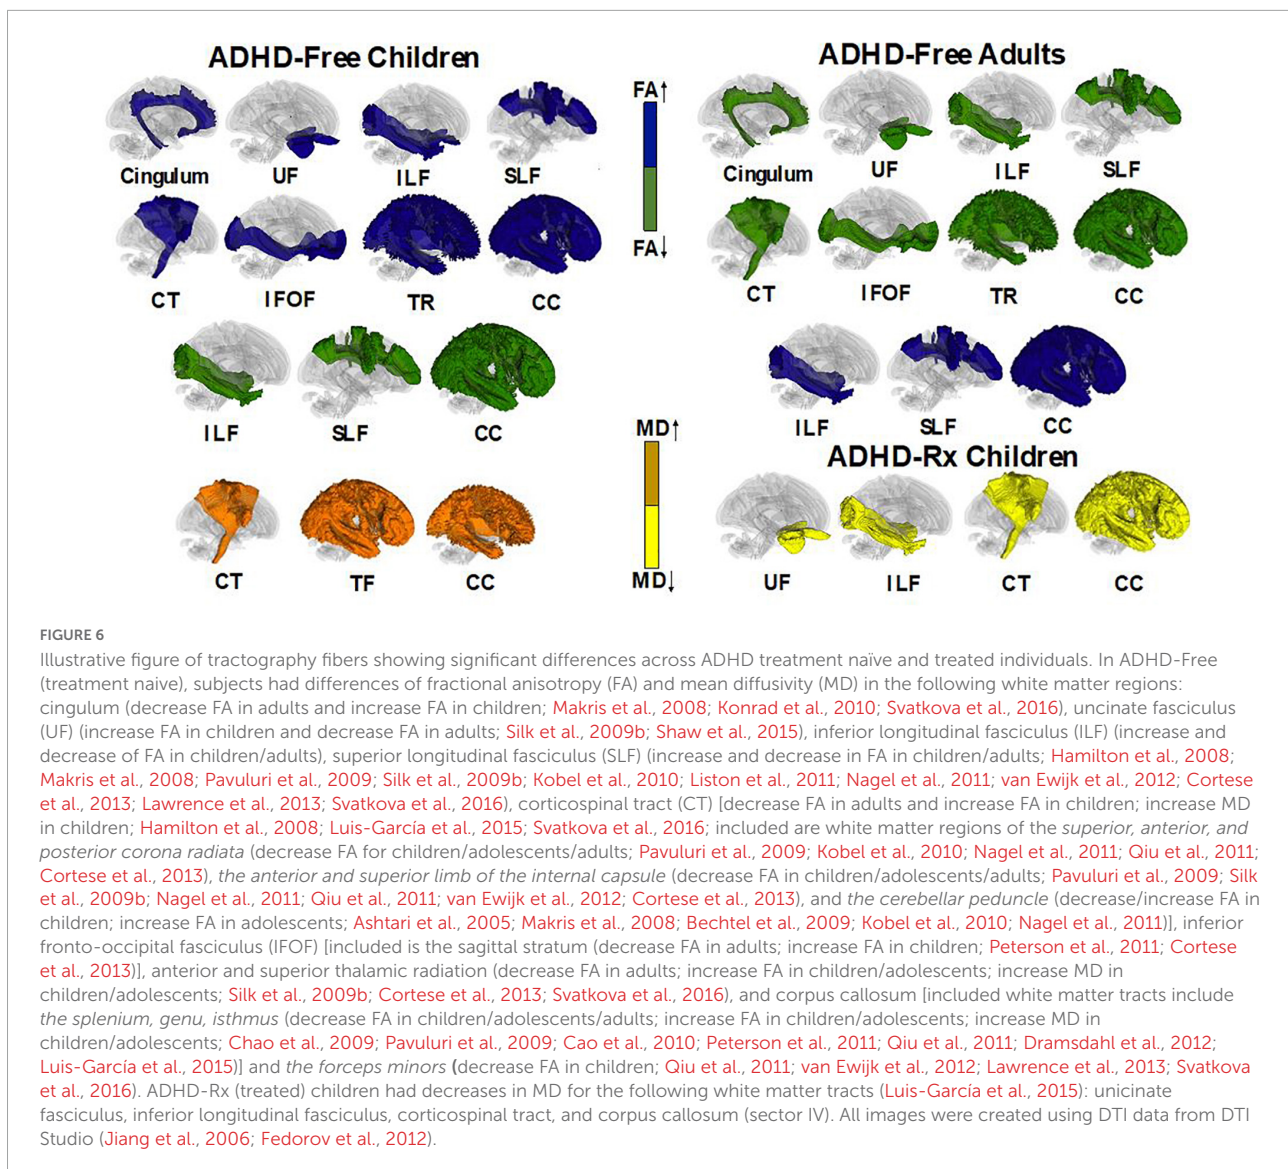 ADHD-Free Children
ADHD-Free Adults
FA↑
Cingulum
UF
ILF
SLF
Cingulum
UF
ILF
SLF
FA↓
CT
IFOF
TR
CC
CT
IFOF
TR
CC
ILF
SLF
CC
MD↑
ILF
SLF
CC
ADHD-Rx Children
CT
TF
CC
MD↓
UF
ILF
CT
CC
FIGURE 6
Illustrative figure of tractography fibers showing significant differences across ADHD treatment naïve and treated individuals. In ADHD-Free
(treatment naive), subjects had differences of fractional anisotropy (FA) and mean diffusivity (MD) in the following white matter regions:
cingulum (decrease FA in adults and increase FA in children; Makris et al., 2008; Konrad et al., 2010; Svatkova et al., 2016), uncinate fasciculus
(UF) (increase FA in children and decrease FA in adults; Silk et al., 2009b; Shaw et al., 2015), inferior longitudinal fasciculus (ILF) (increase and
decrease of FA in children/adults), superior longitudinal fasciculus (SLF) (increase and decrease in FA in children/adults; Hamilton et al., 2008;
Makris et al., 2008; Pavuluri et al., 2009; Silk et al., 2009b; Kobel et al., 2010; Liston et al., 2011; Nagel et al., 2011; van Ewijk et al., 2012; Cortese
et al., 2013; Lawrence et al., 2013; Svatkova et al., 2016), corticospinal tract (CT) [decrease FA in adults and increase FA in children; increase MD
in children; Hamilton et al., 2008; Luis-García et al., 2015; Svatkova et al., 2016; included are white matter regions of the superior, anterior, and
posterior corona radiata (decrease FA for children/adolescents/adults; Pavuluri et al., 2009; Kobel et al., 2010; Nagel et al., 2011; Qiu et al., 2011;
Cortese et al., 2013), the anterior and superior limb of the internal capsule (decrease FA in children/adolescents/adults; Pavuluri et al., 2009; Silk
et al., 2009b; Nagel et al., 2011; Qiu et al., 2011; van Ewijk et al., 2012; Cortese et al., 2013), and the cerebellar peduncle (decrease/increase FA in
children; increase FA in adolescents; Ashtari et al., 2005; Makris et al., 2008; Bechtel et al., 2009; Kobel et al., 2010; Nagel et al., 2011)], inferior
fronto-occipital fasciculus (IFOF) [included is the sagittal stratum (decrease FA in adults; increase FA in children; Peterson et al., 2011; Cortese
et al., 2013)], anterior and superior thalamic radiation (decrease FA in adults; increase FA in children/adolescents; increase MD in
children/adolescents; Silk et al., 2009b; Cortese et al., 2013; Svatkova et al., 2016), and corpus callosum [included white matter tracts include
the splenium, genu, isthmus (decrease FA in children/adolescents/adults; increase FA in children/adolescents; increase MD in
children/adolescents; Chao et al., 2009; Pavuluri et al., 2009; Cao et al., 2010; Peterson et al., 2011; Qiu et al., 2011; Dramsdahl et al., 2012;
Luis-García et al., 2015)] and the forceps minors (decrease FA in children; Qiu et al., 2011; van Ewijk et al., 2012; Lawrence et al., 2013; Svatkova
et al., 2016). ADHD-Rx (treated) children had decreases in MD for the following white matter tracts (Luis-García et al., 2015): unicinate
fasciculus, inferior longitudinal fasciculus, corticospinal tract, and corpus callosum (sector IV). All images were created using DTI data from DTI
Studio (Jiang et al., 2006; Fedorov et al., 2012).